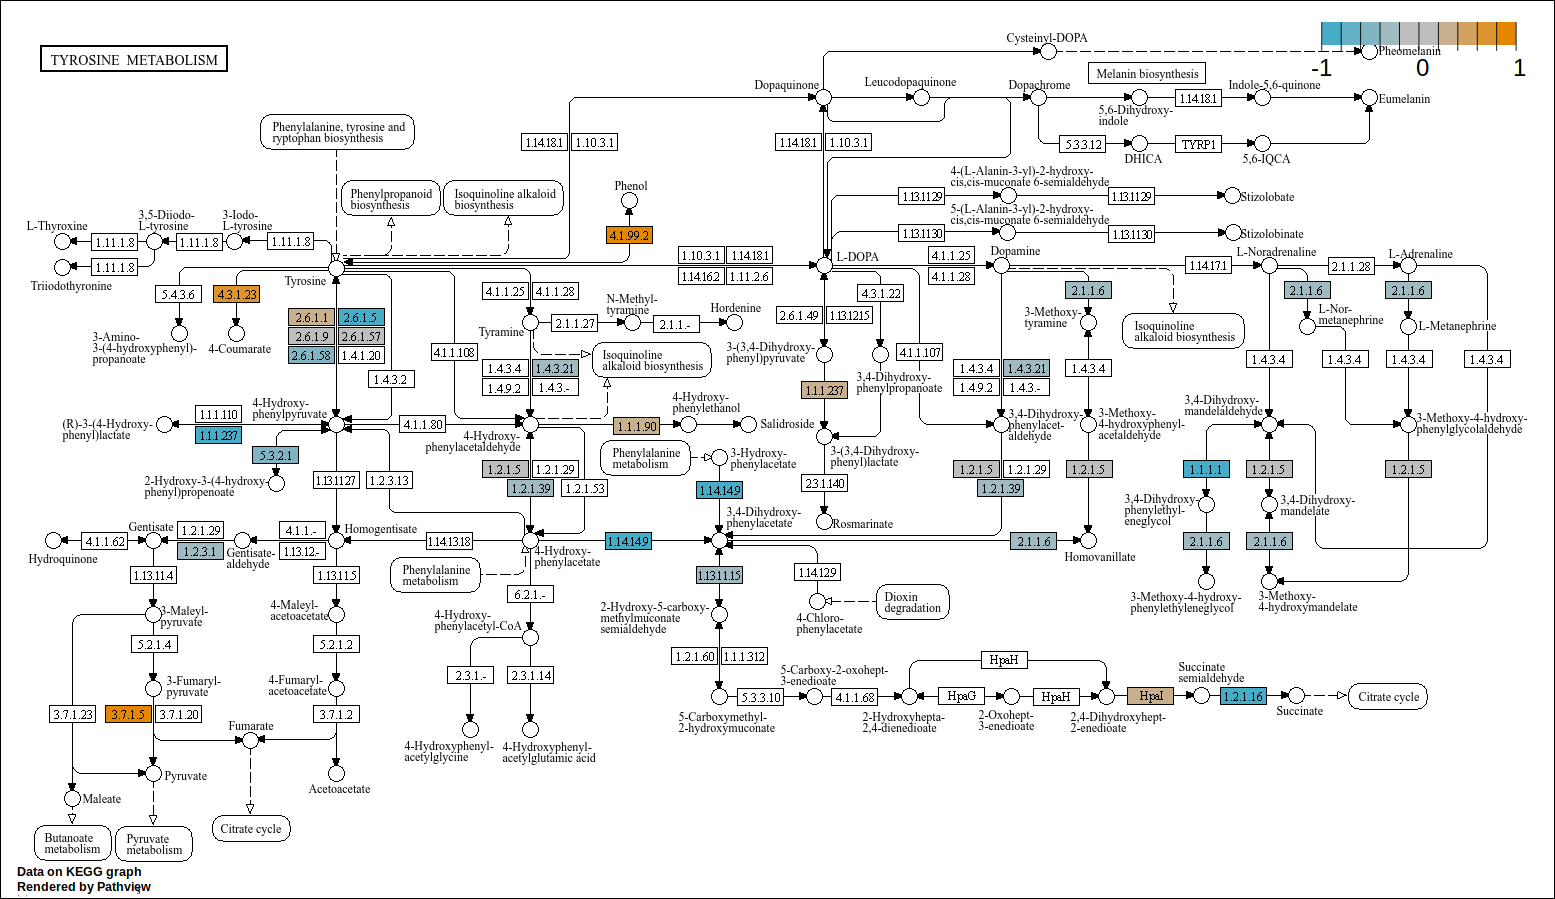 TYROSINE METABOLISM
-1 0 1
Cysteinyl-DOPA
Pheomelanin
Melanin biosynthesis
Dopaquinone
Leucodopaquinone
Dopachrome
5,6-Dihydroxy-
indole
1.14.18.1
Indole-5,6-quinone
Eumelanin
5.3.3.12
DHICA
TYRP1
5,6-IQCA
Phenylalanine, tyrosine and
ryptophan biosynthesis
1.14.18.1 1.10.3.1
1.14.18.1 1.10.3.1
Phenylpropanoid
biosynthesis
Isoquinoline alkaloid
biosynthesis
Phenol
4.1.99.2
4-(L-Alanin-3-yl)-2-hydroxy-
cis,cis-muconate 6-semialdehyde
1.13.11.29
1.13.11.29
Stizolobate
5-(L-Alanin-3-yl)-2-hydroxy-
cis,cis-muconate 6-semialdehyde
1.13.11.30
1.13.11.30
Stizolobinate
L-Thyroxine
3,5-Diiodo-
L-tyrosine
3-Iodo-
L-tyrosine
1.11.1.8
1.11.1.8
1.11.1.8
1.11.1.8
Triiodothyronine
Tyrosine
1.10.3.1 1.14.18.1
1.14.16.2 1.11.2.6
L-DOPA
4.1.1.25
4.1.1.28
Dopamine
1.14.17.1
L-Noradrenaline
2.1.1.28
L-Adrenaline
5.4.3.6
4.3.1.23
3-Amino-
3-(4-hydroxyphenyl)-
propanoate
4-Coumarate
2.6.1.1 2.6.1.5
2.6.1.9 2.6.1.57
2.6.1.58 1.4.1.20
1.4.3.2
4.1.1.25 4.1.1.28
Tyramine
2.1.1.27
N-Methyl-
tyramine
2.1.1.-
Hordenine
4.1.1.108
Isoquinoline
alkaloid biosynthesis
1.4.3.4 1.4.3.21
1.4.9.2 1.4.3.-
2.6.1.49 1.13.12.15
4.3.1.22
3-(3,4-Dihydroxy-
phenyl)pyruvate
3,4-Dihydroxy-
phenylpropanoate
4.1.1.107
1.1.1.237
1.4.3.4 1.4.3.21
1.4.9.2 1.4.3.-
2.1.1.6
3-Methoxy-
tyramine
1.4.3.4
Isoquinoline
alkaloid biosynthesis
2.1.1.6
L-Nor-
metanephrine
2.1.1.6
L-Metanephrine
1.4.3.4
1.4.3.4
1.4.3.4
1.4.3.4
(R)-3-(4-Hydroxy-
phenyl)lactate
1.1.1.110
1.1.1.237
4-Hydroxy-
phenylpyruvate
4.1.1.80
4-Hydroxy-
phenylacetaldehyde
1.1.1.90
4-Hydroxy-
phenylethanol
Salidroside
5.3.2.1
2-Hydroxy-3-(4-hydroxy-
phenyl)propenoate
Phenylalanine
metabolism
3-Hydroxy-
phenylacetate
1.14.14.9
3,4-Dihydroxy-
phenylacetate
3-(3,4-Dihydroxy-
phenyl)lactate
2.3.1.140
Rosmarinate
3,4-Dihydroxy-
phenylacet-
aldehyde
3-Methoxy-
4-hydroxyphenyl-
acetaldehyde
3,4-Dihydroxy-
mandelaldehyde
3-Methoxy-4-hydroxy-
phenylglycolaldehyde
1.13.11.27 1.2.3.13
1.2.1.5 1.2.1.29
1.2.1.39 1.2.1.53
1.2.1.5 1.2.1.29
1.2.1.39
1.2.1.5
1.1.1.1
1.2.1.5
1.2.1.5
3,4-Dihydroxy-
phenylethyl-
eneglycol
3,4-Dihydroxy-
mandelate
Hydroquinone
4.1.1.62
Gentisate
1.2.1.29
1.2.3.1
Gentisate-
aldehyde
4.1.1.-
1.13.12.-
Homogentisate
1.14.13.18
4-Hydroxy-
phenylacetate
1.14.14.9
2.1.1.6
Homovanillate
2.1.1.6
2.1.1.6
1.13.11.4
1.13.11.5
Phenylalanine
metabolism
1.13.11.15
1.14.12.9
4-Chloro-
phenylacetate
Dioxin
degradation
3-Methoxy-4-hydroxy-
phenylethyleneglycol
3-Methoxy-
4-hydroxymandelate
3-Maleyl-
pyruvate
4-Maleyl-
acetoacetate
6.2.1.-
4-Hydroxy-
phenylacetyl-CoA
2-Hydroxy-5-carboxy-
methylmuconate
semialdehyde
5.2.1.4
5.2.1.2
2.3.1.- 2.3.1.14
1.2.1.60 1.1.1.312
3-Fumaryl-
pyruvate
4-Fumaryl-
acetoacetate
5-Carboxymethyl-
2-hydroxymuconate
5.3.3.10
5-Carboxy-2-oxohept-
3-enedioate
4.1.1.68
2-Hydroxyhepta-
2,4-dienedioate
HpaH
HpaG
2-Oxohept-
3-enedioate
HpaH
2,4-Dihydroxyhept-
2-enedioate
HpaI
Succinate
semialdehyde
1.2.1.16
Succinate
Citrate cycle
3.7.1.23 3.7.1.5 3.7.1.20
3.7.1.2
Fumarate
4-Hydroxyphenyl-
acetylglycine
4-Hydroxyphenyl-
acetylglutamic acid
Pyruvate
Acetoacetate
Maleate
Citrate cycle
Butanoate
metabolism
Pyruvate
metabolism
Data on KEGG graph
Rendered by Pathview